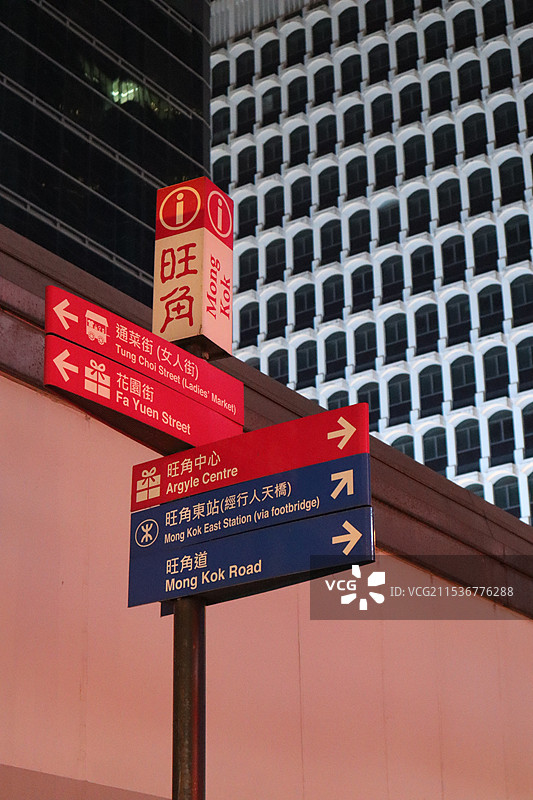 i
i
旺角
Mong Kok
通菜街 (女人街)
Tung Choi Street (Ladies' Market)
花園街
Fa Yuen Street
旺角中心
Argyle Centre
旺角東站(經行人天橋)
Mong Kok East Station (via footbridge)
旺角道
Mong Kok Road
VCG
ID: VCG211536776288